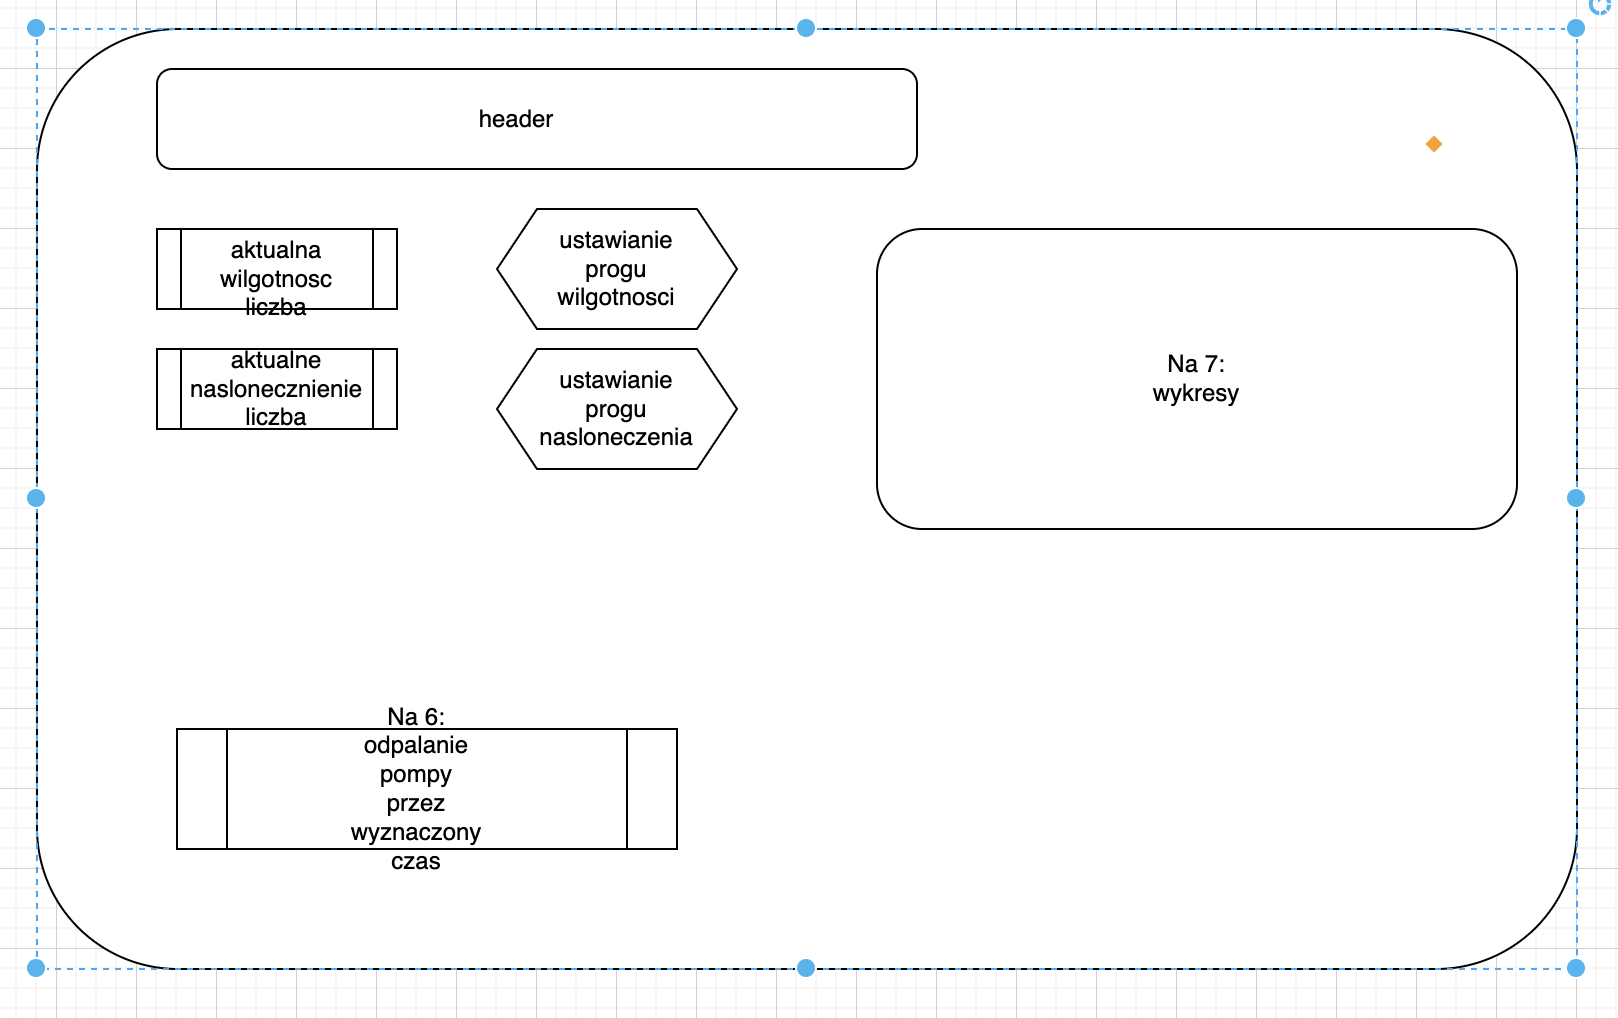 header
aktualna
wilgotnosc
liczba
ustawianie
progu
wilgotnosci
aktualne
naslonecznienie
liczba
ustawianie
progu
nasloneczenia
Na 7:
wykresy
Na 6:
odpalanie
pompy
przez
wyznaczony
czas